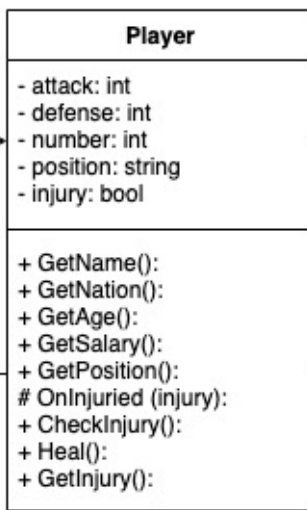 Player
- attack: int
- defense: int
- number: int
- position: string
- injury: bool
+ GetName():
+ GetNation():
+ GetAge():
+ GetSalary():
+ GetPosition():
# OnInjuried (injury):
+ CheckInjury():
+ Heal():
+ GetInjury():